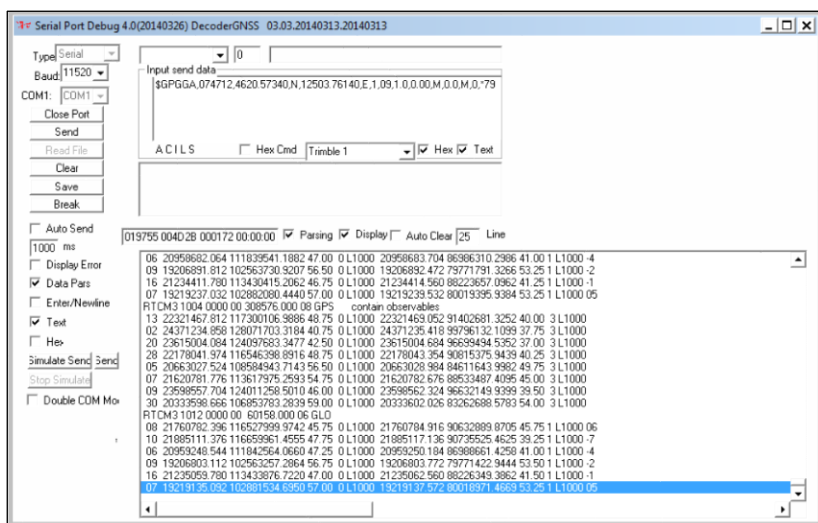 Serial Port Debug 4.0(20140326) DecoderGNSS 03.03.20140313.20140313
Type Serial
0
Baud: 11520
Input send data
$GPGGA,074712,4620.57340,N,12503.76140,E,1,09,1.0,0.00,M,0.0,M,0,*79
COM1: COM1
Close Port
Send
Read File
A C I L S Hex Cmd Trimble 1 Hex Text
Clear
Save
Break
Auto Send
019755 004D2B 000172 00:00:00 Parsing Display Auto Clear 25 Line
1000 ms
Display Error
Data Pars
Enter/Newline
Text
Hex
Simulate Send Send
Stop Simulate
Double COM Mo
06 20958682.064 111839541.1882 47.00 0 L1000 20958683.704 86986310.2986 41.00 1 L1000 -4
09 19206891.812 102563730.9207 56.50 0 L1000 19206892.472 79771791.3266 53.25 1 L1000 -2
16 21234411.780 113430415.2062 46.75 0 L1000 21234414.560 88223657.0962 41.25 1 L1000 -1
07 19219237.032 102882080.4440 57.00 0 L1000 19219239.532 80019395.9384 53.25 1 L1000 05
RTCM3 1004 0000 00 308576.000 08 GPS contain observables
13 22321467.812 117300106.9886 48.75 0 L1000 22321469.052 91402681.3252 40.00 3 L1000
02 24371234.858 128071703.3184 40.75 0 L1000 24371235.418 99796132.1099 37.75 3 L1000
20 23615004.084 124097683.3477 42.50 0 L1000 23615004.684 96699494.5352 37.00 3 L1000
28 22178041.974 116546398.8916 48.75 0 L1000 22178043.354 90815375.9439 40.25 3 L1000
05 20663027.524 108584943.7143 56.50 0 L1000 20663028.984 84611643.9982 49.75 3 L1000
07 21620781.776 113617975.2593 54.75 0 L1000 21620782.676 88533487.4095 45.00 3 L1000
09 23598557.704 124011258.5010 46.00 0 L1000 23598562.324 96632149.9399 39.50 3 L1000
30 20333598.666 106853783.2839 59.00 0 L1000 20333602.026 83262688.5783 54.00 3 L1000
RTCM3 1012 0000 00 60158.000 06 GLO
08 21760782.396 116527999.9742 45.75 0 L1000 21760784.916 90632889.8705 45.75 1 L1000 06
10 21885111.376 116659961.4555 47.75 0 L1000 21885117.136 90735525.4625 39.25 1 L1000 -7
06 20959248.544 111842564.0660 47.25 0 L1000 20959250.184 86988661.4258 41.00 1 L1000 -4
09 19206803.112 102563257.2864 56.75 0 L1000 19206803.772 79771422.9444 53.50 1 L1000 -2
16 21235059.780 113433876.7220 47.00 0 L1000 21235062.560 88226349.3862 41.50 1 L1000 -1
07 19219135.092 102881534.6950 57.00 0 L1000 19219137.572 80018971.4669 53.25 1 L1000 05